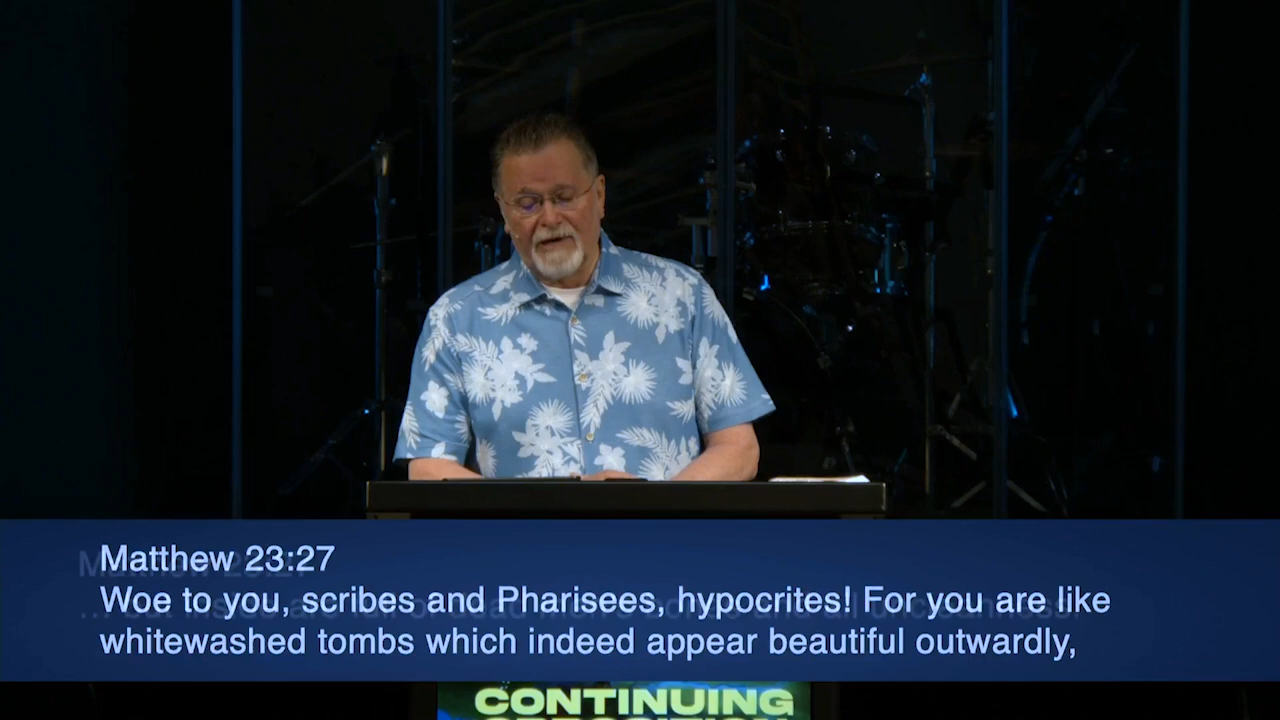 Matthew 23:27
Woe to you, scribes and Pharisees, hypocrites! For you are like
whitewashed tombs which indeed appear beautiful outwardly,
CONTINUING
OPPOSITION